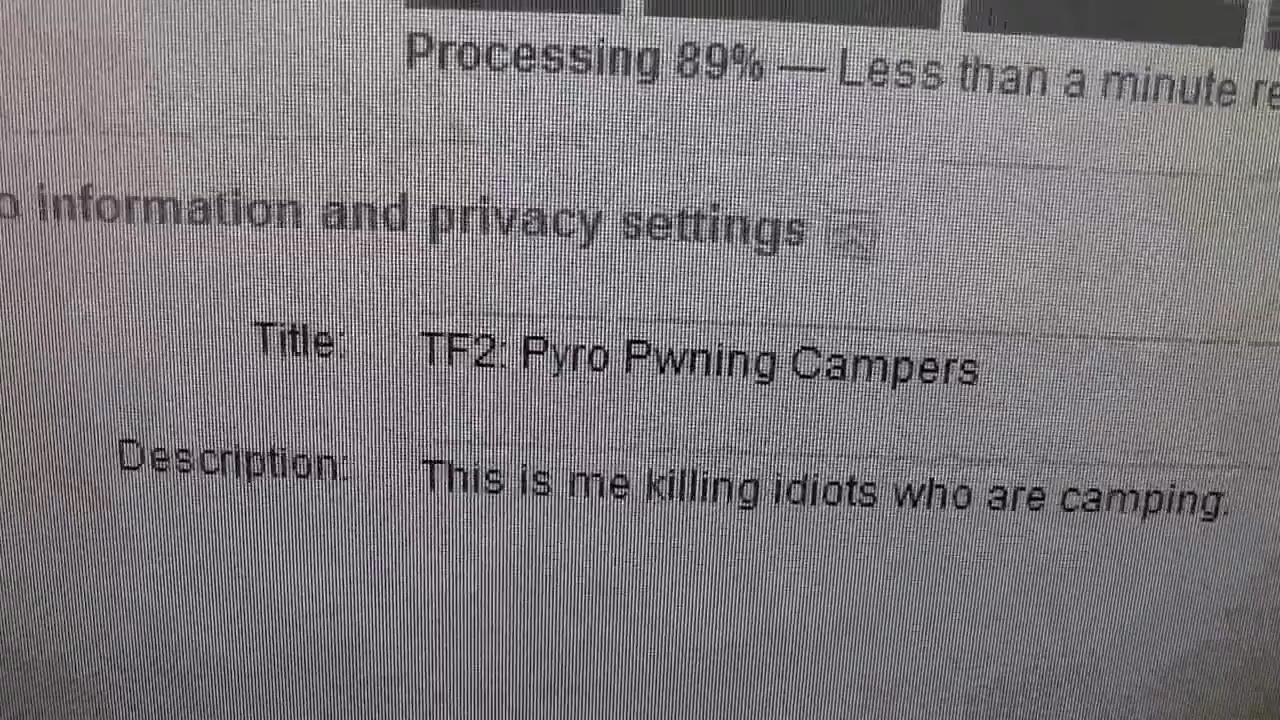 Processing 89% — Less than a minute
information and privacy settings
Title: TF2: Pyro Pwning Campers
Description: This is me killing idiots who are camping.